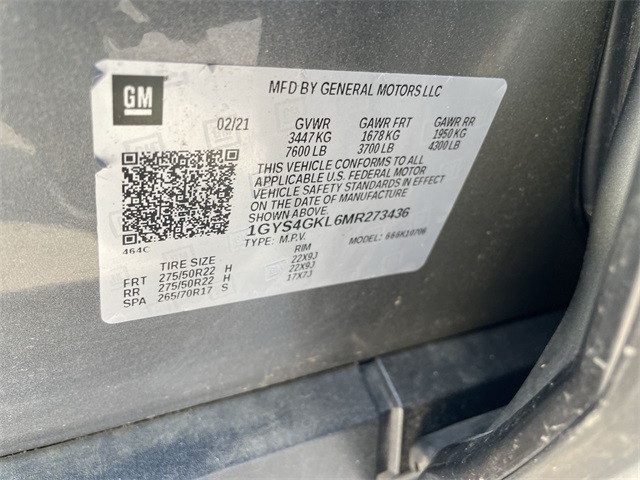 GM
MFD BY GENERAL MOTORS LLC
02/21 GVWR GAWR FRT GAWR RR
3447 KG 1678 KG 1950 KG
7600 LB 3700 LB 4300 LB
THIS VEHICLE CONFORMS TO ALL
APPLICABLE U.S. FEDERAL MOTOR
VEHICLE SAFETY STANDARDS IN EFFECT
ON THE DATE OF MANUFACTURE
SHOWN ABOVE.
1GYS4GKL6MR273436
TYPE: M.P.V. MODEL: 6S6K10706
464C
TIRE SIZE RIM
FRT 275/50R22 H 22X9J
RR 275/50R22 H 22X9J
SPA 265/70R17 S 17X7J